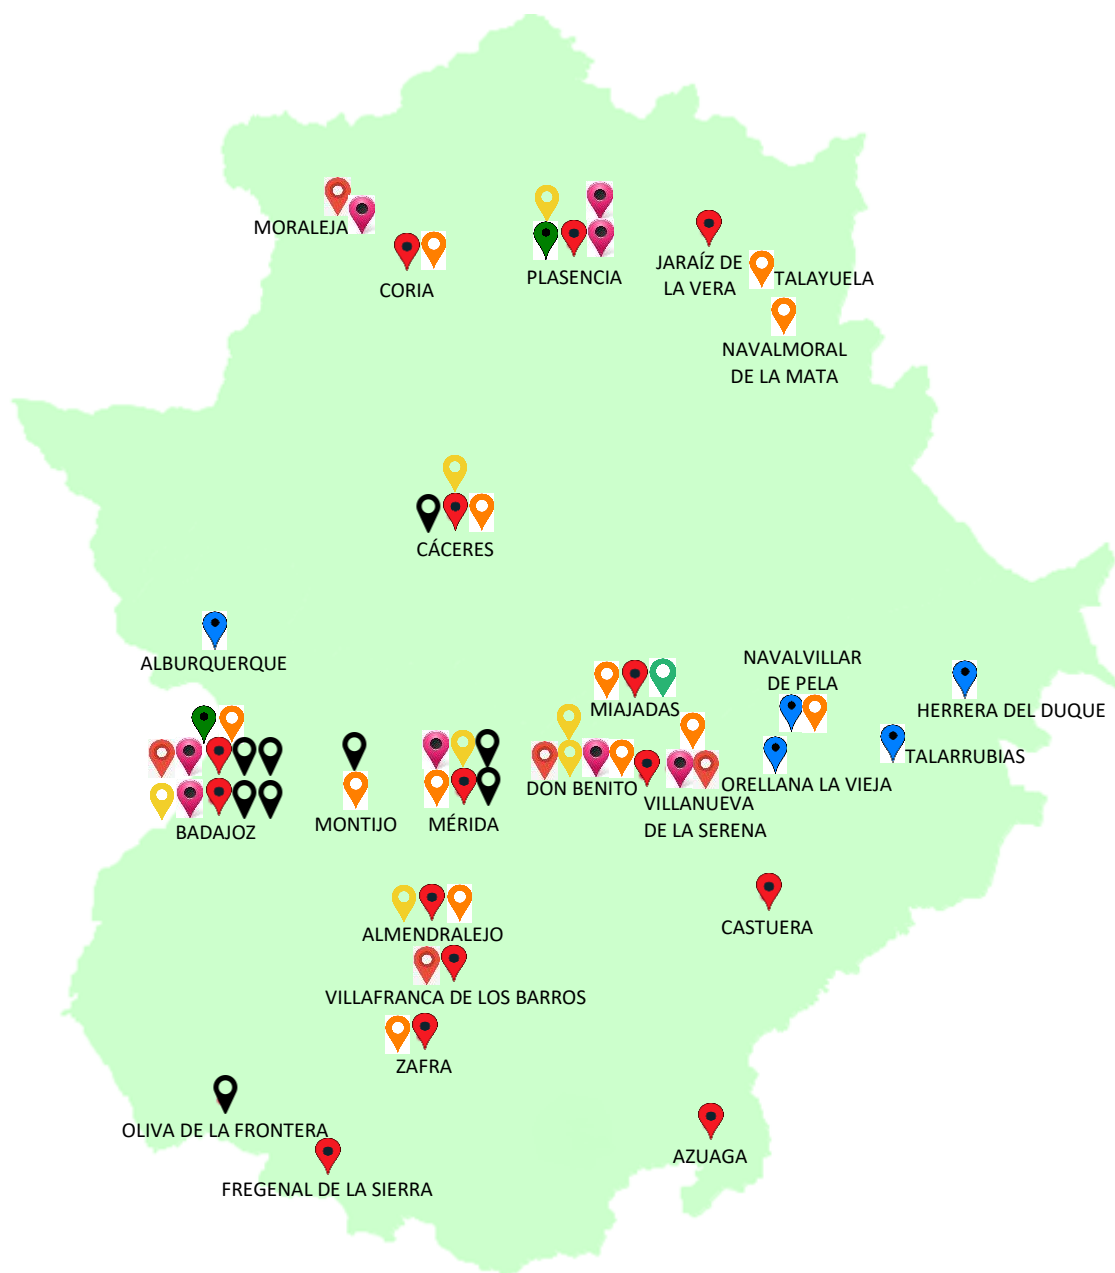 MORALEJA
CORIA
PLASENCIA
JARAÍZ DE
LA VERA
TALAYUELA
NAVALMORAL
DE LA MATA
CÁCERES
ALBURQUERQUE
NAVALVILLAR
DE PELA
MIAJADAS
HERRERA DEL DUQUE
TALARRUBIAS
ORELLANA LA VIEJA
DON BENITO
VILLANUEVA
DE LA SERENA
BADAJOZ
MONTIJO
MÉRIDA
CASTUERA
ALMENDRALEJO
VILLAFRANCA DE LOS BARROS
ZAFRA
OLIVA DE LA FRONTERA
AZUAGA
FREGENAL DE LA SIERRA